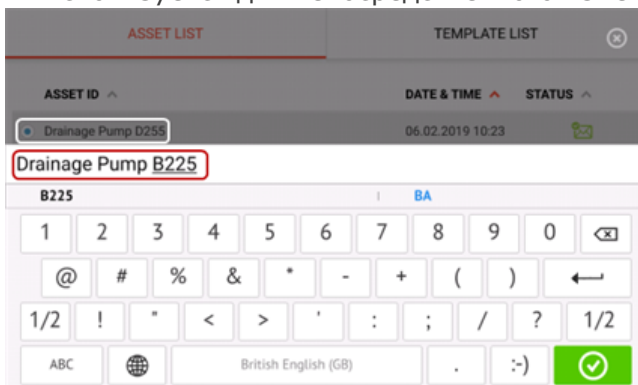 ASSET LIST TEMPLATE LIST
ASSET ID DATE & TIME STATUS
Drainage Pump D255 06.02.2019 10:23
Drainage Pump B225
B225 BA
1 2 3 4 5 6 7 8 9 0
@ # % & * - + ( )
1/2 ! " < > ' : ; / ? 1/2
ABC British English (GB) . :-)